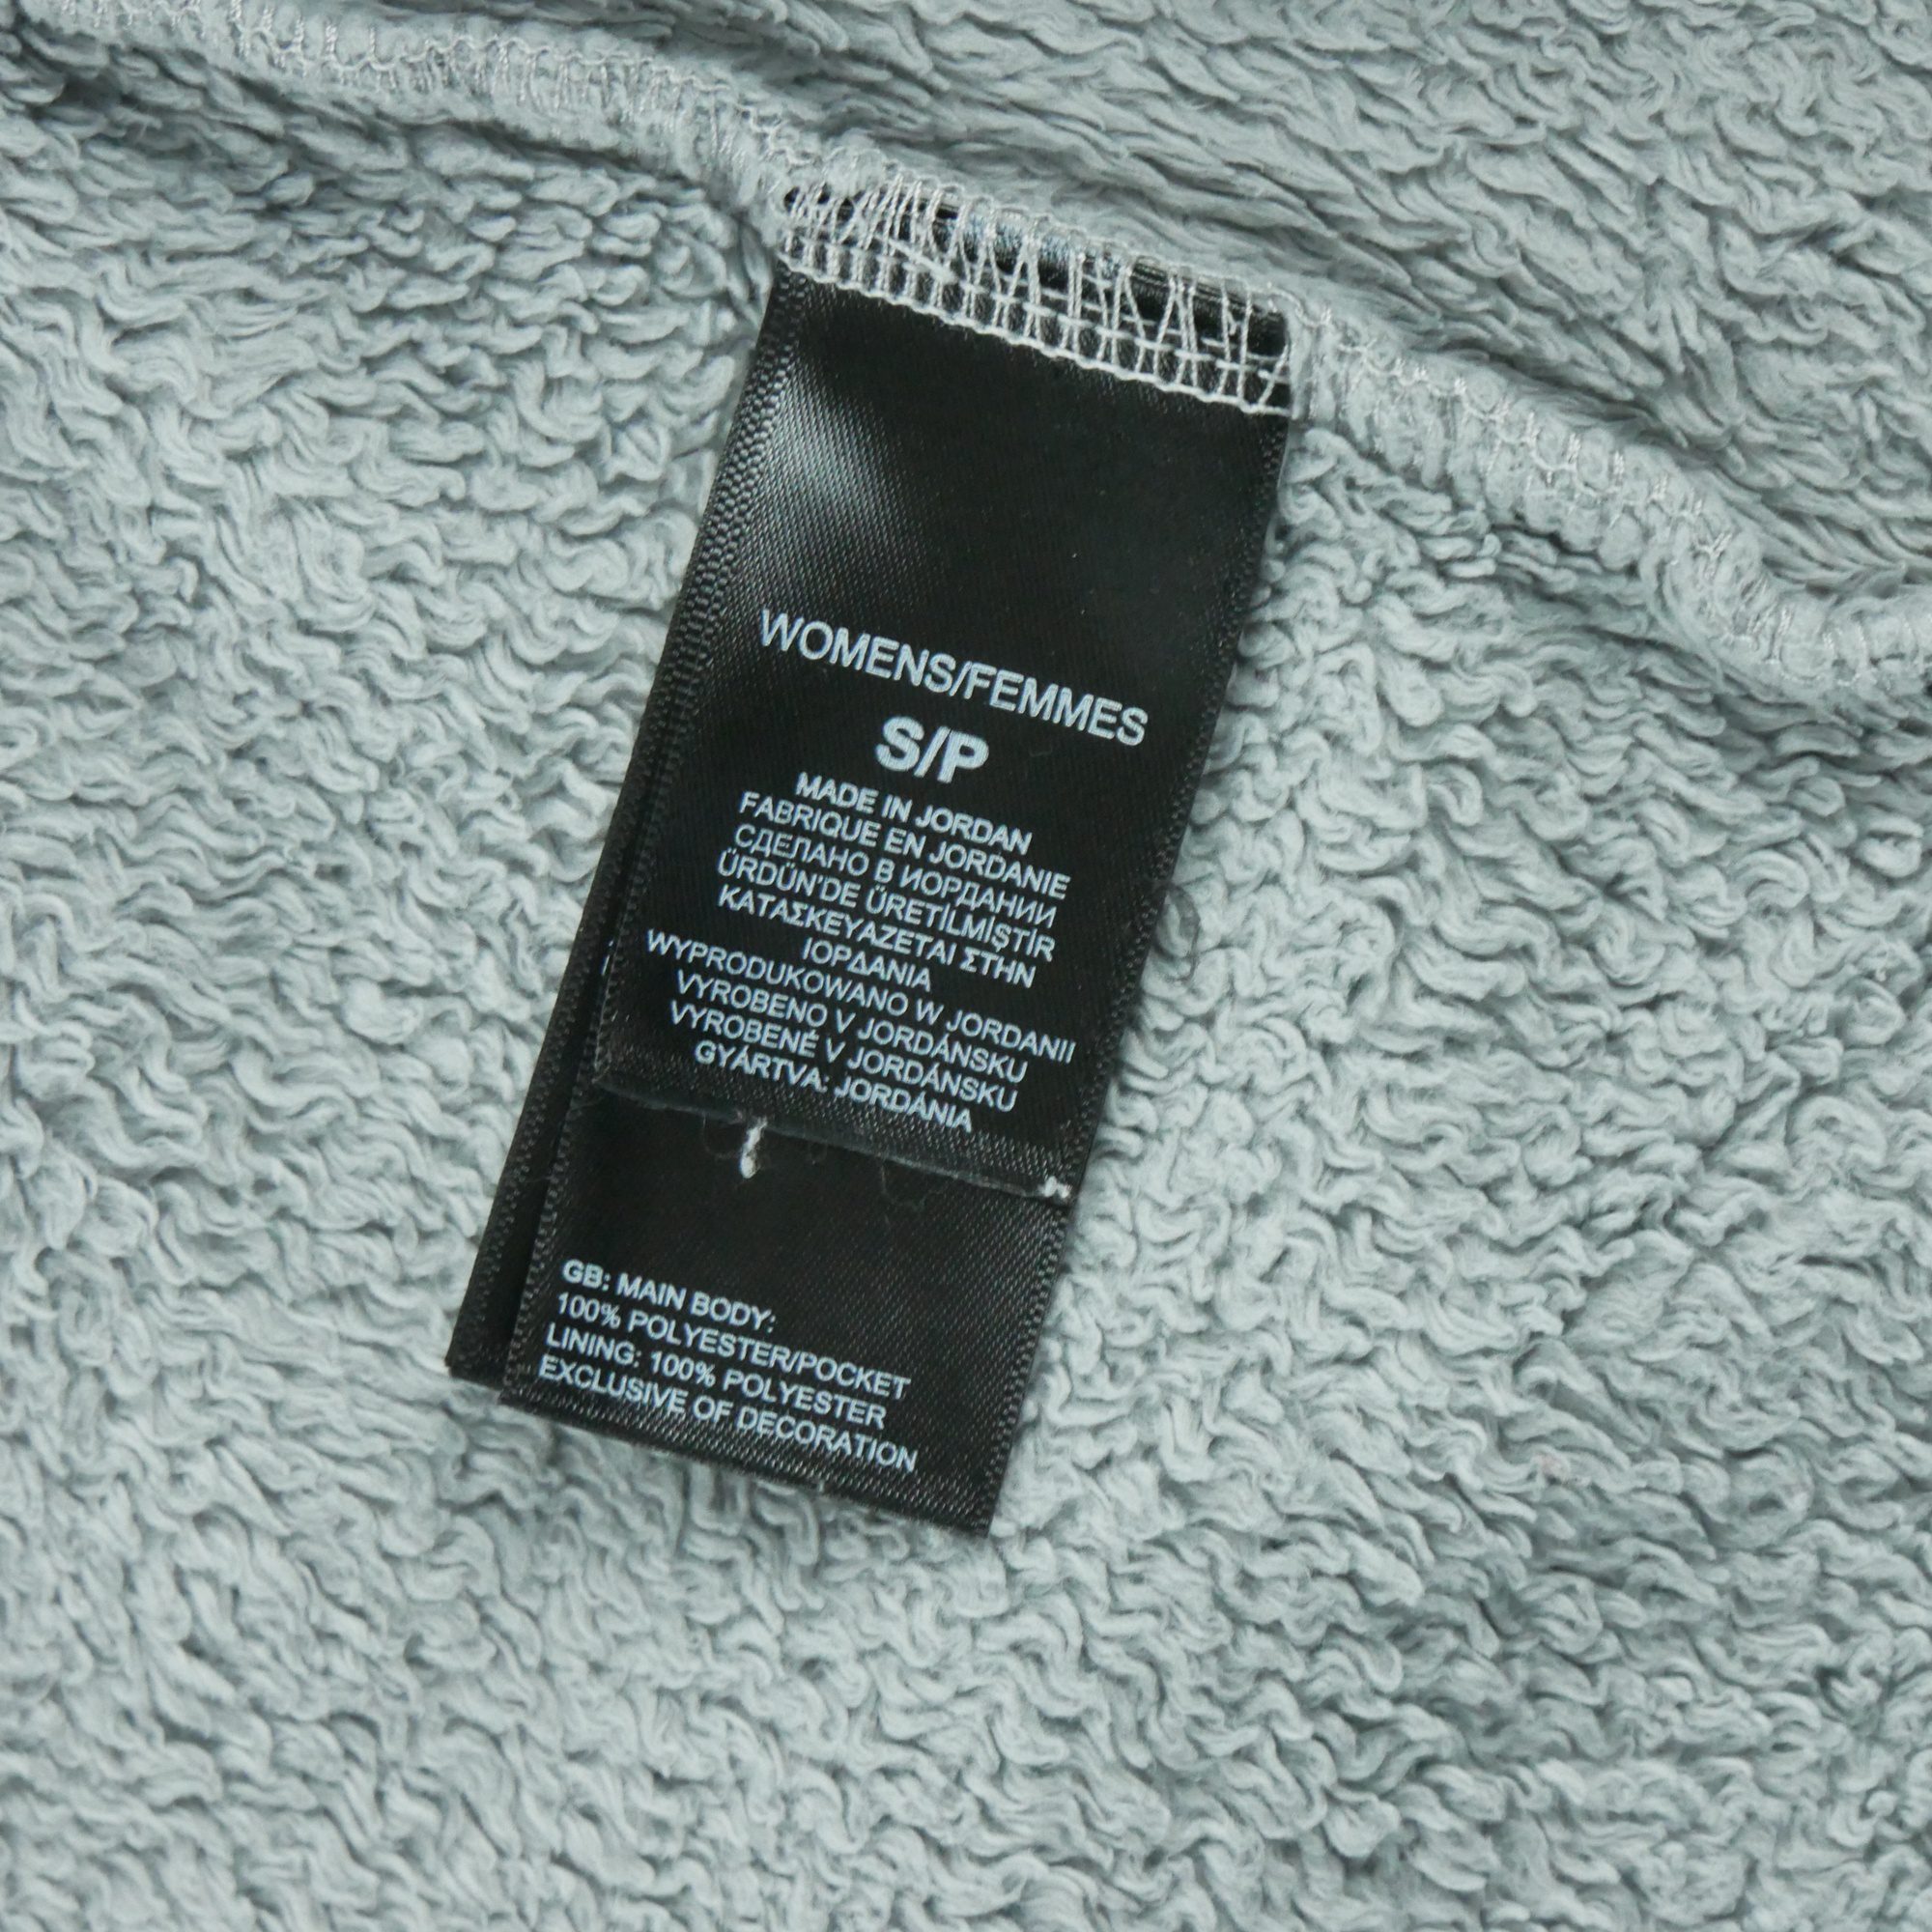 WOMENS/FEMMES
S/P
MADE IN JORDAN
FABRIQUE EN JORDANIE
СДЕЛАНО В ИОРДАНИИ
ÜRDÜN'DE ÜRETİLMİŞTİR
ΚΑΤΑΣΚΕΥΑΖΕΤΑΙ ΣΤΗΝ
ΙΟΡΔΑΝΙΑ
WYPRODUKOWANO W JORDANII
VYROBENO V JORDÁNSKU
VYROBENÉ V JORDÁNSKU
GYÁRTVA: JORDÁNIA
GB: MAIN BODY:
100% POLYESTER/POCKET
LINING: 100% POLYESTER
EXCLUSIVE OF DECORATION